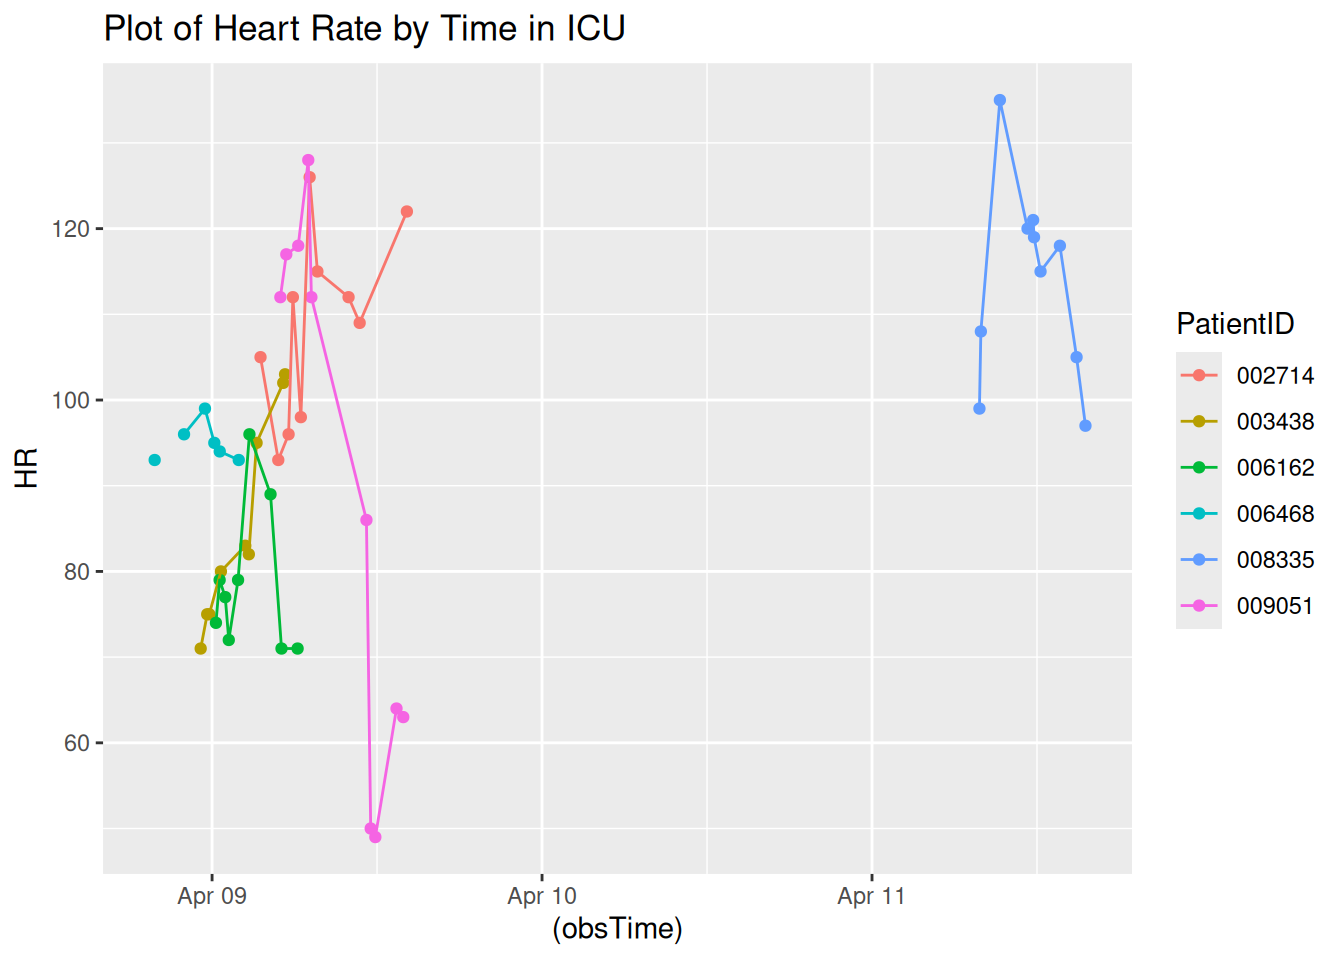 Plot of Heart Rate by Time in ICU
HR
120
100
80
60
Apr 09
Apr 10
Apr 11
(obsTime)
PatientID
002714
003438
006162
006468
008335
009051